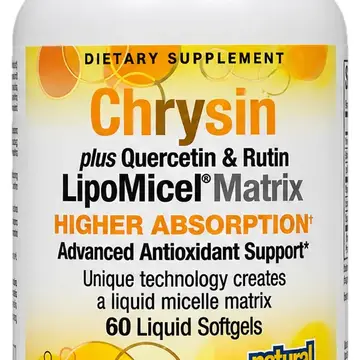 DIETARY SUPPLEMENT
Chrysin
plus Quercetin & Rutin
LipoMicel® Matrix
HIGHER ABSORPTION†
Advanced Antioxidant Support*
Unique technology creates
a liquid micelle matrix
60 Liquid Softgels
natural